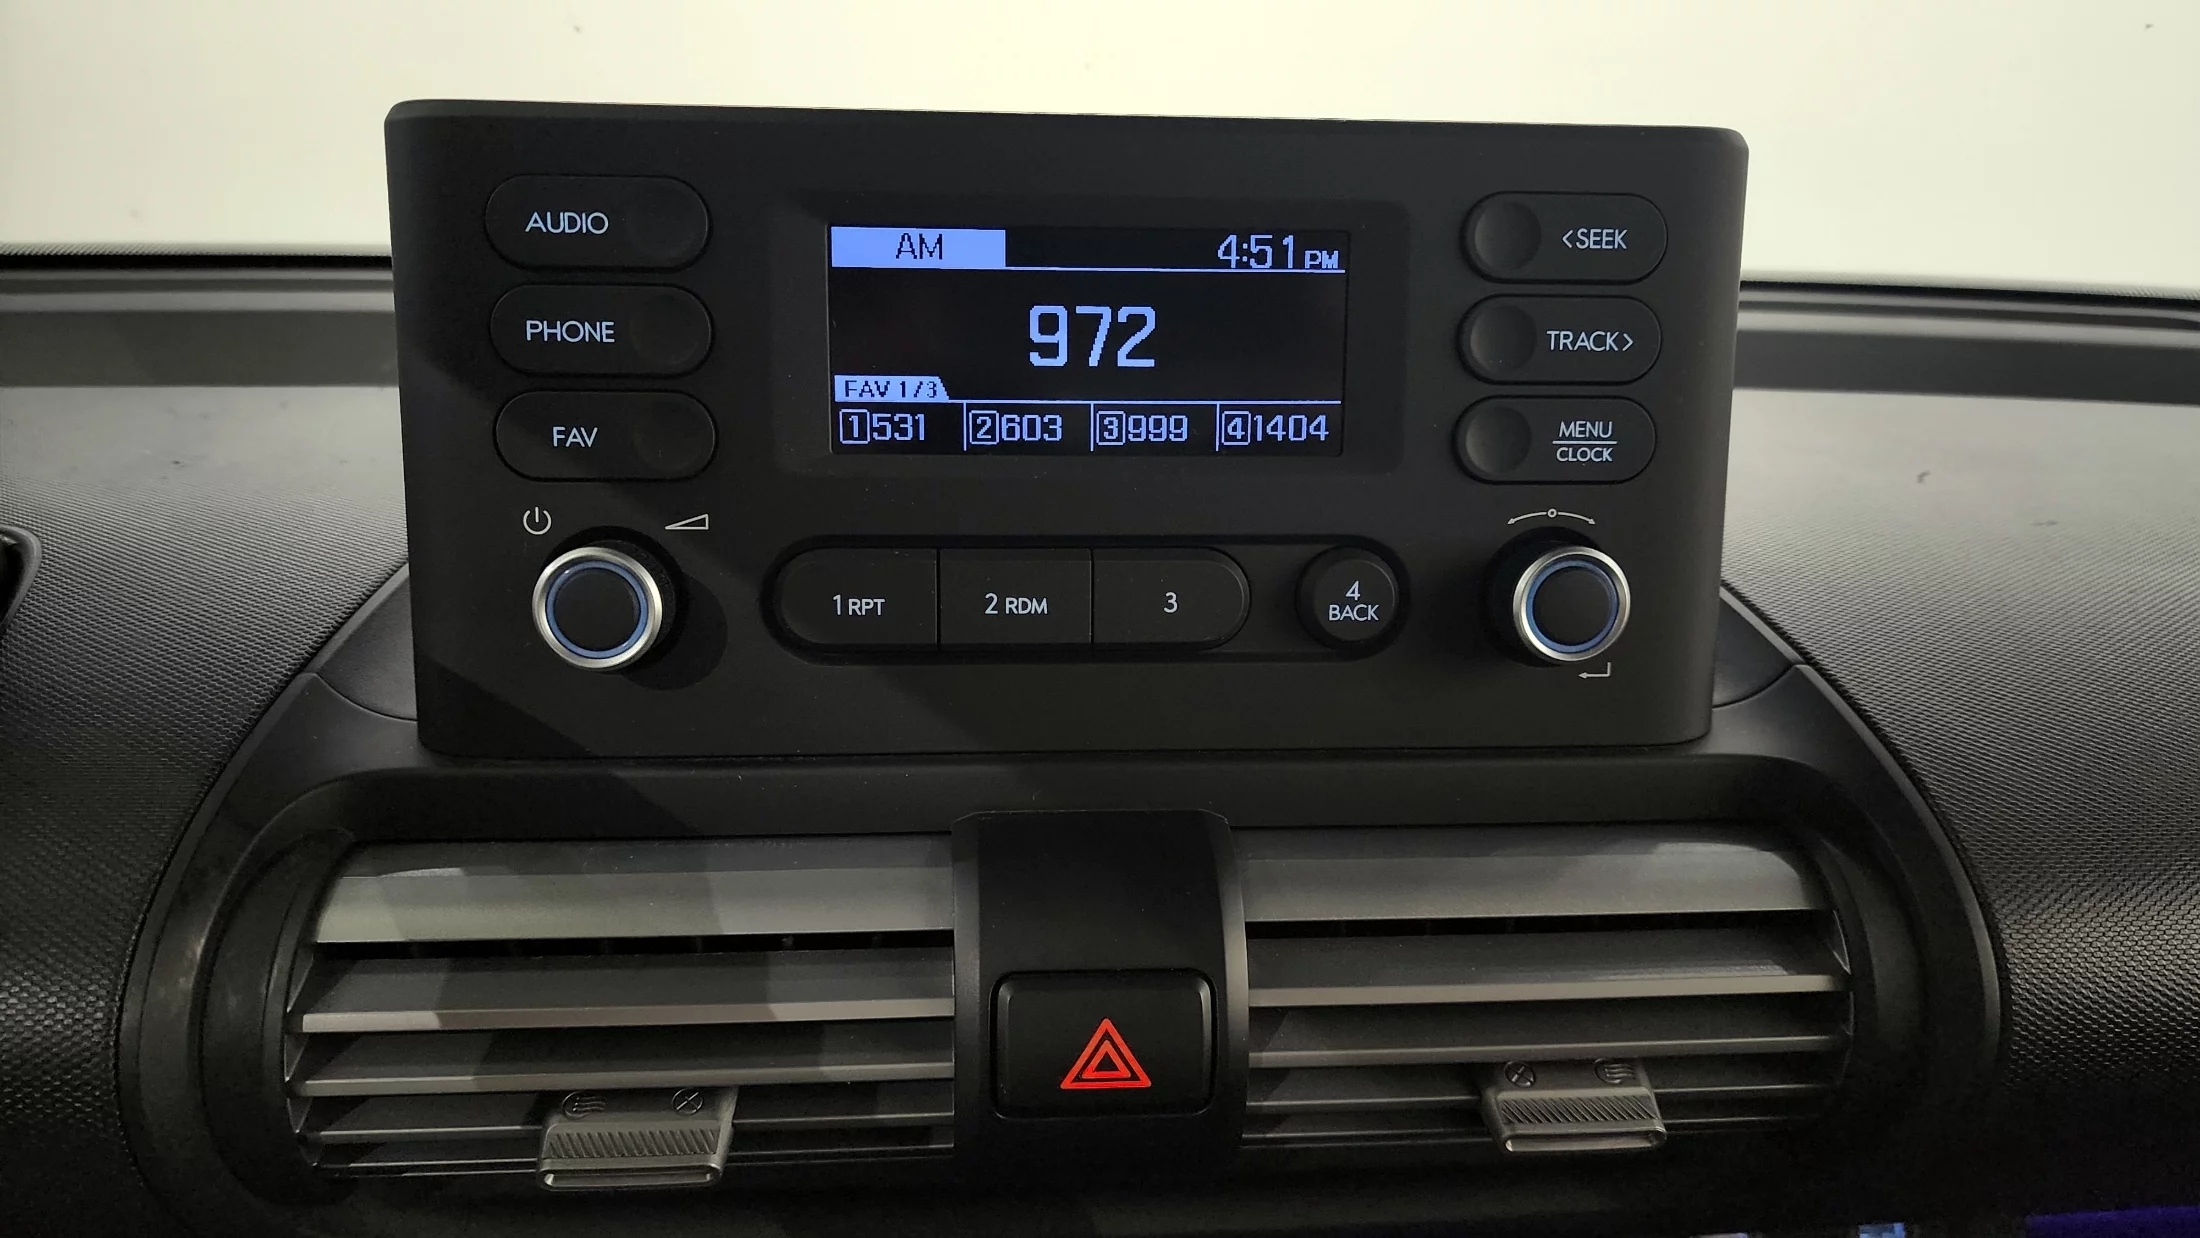 AUDIO
PHONE
FAV
AM 4:51 PM
972
FAV 1/3
1 531 2 603 3 999 4 1404
<SEEK
TRACK>
MENU
CLOCK
1 RPT 2 RDM 3 4
BACK